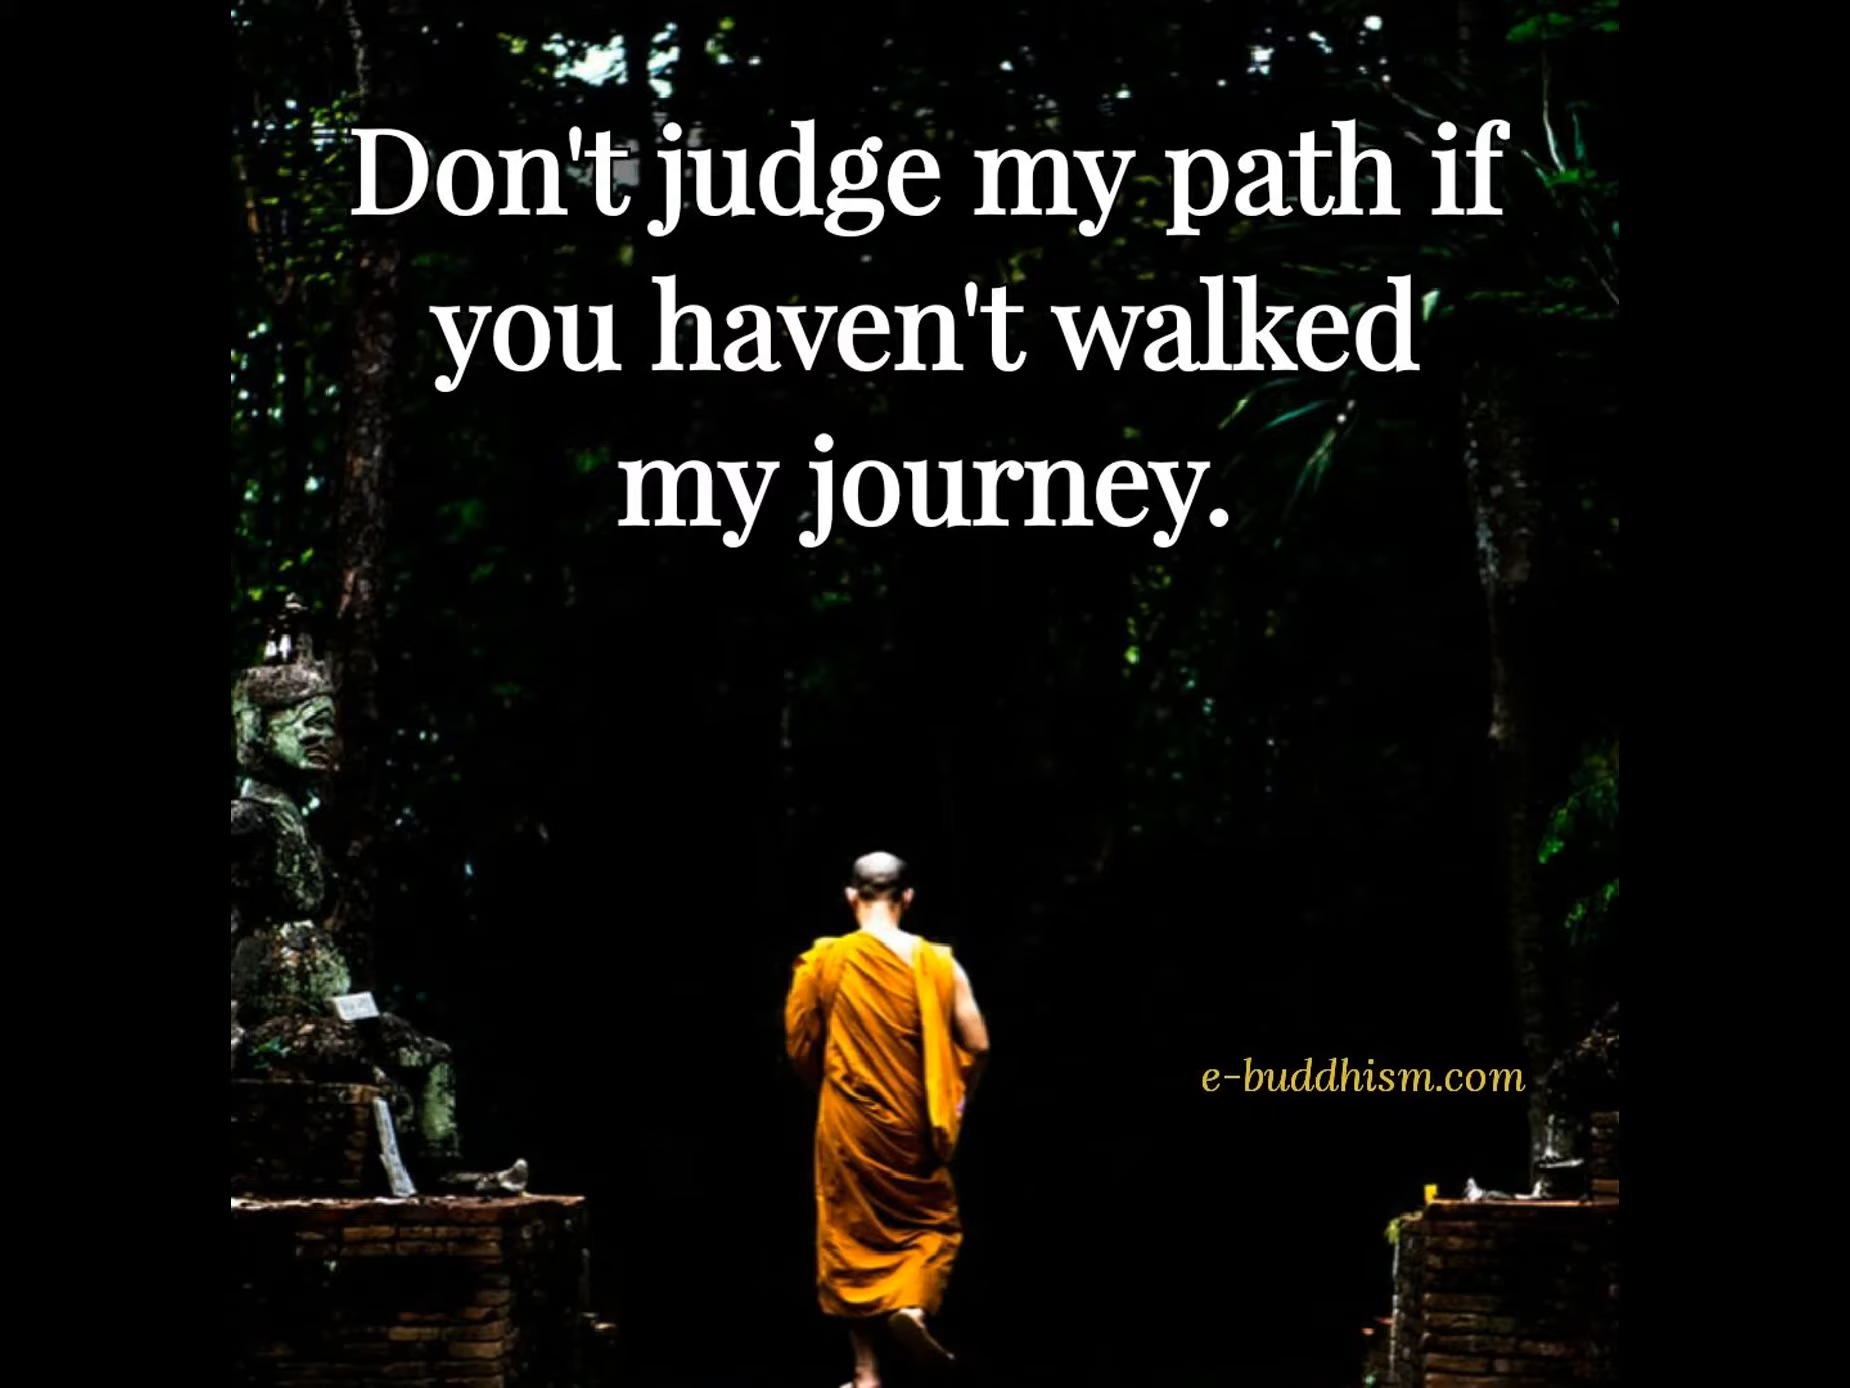 Don't judge my path if
you haven't walked
my journey.
e-buddhism.com